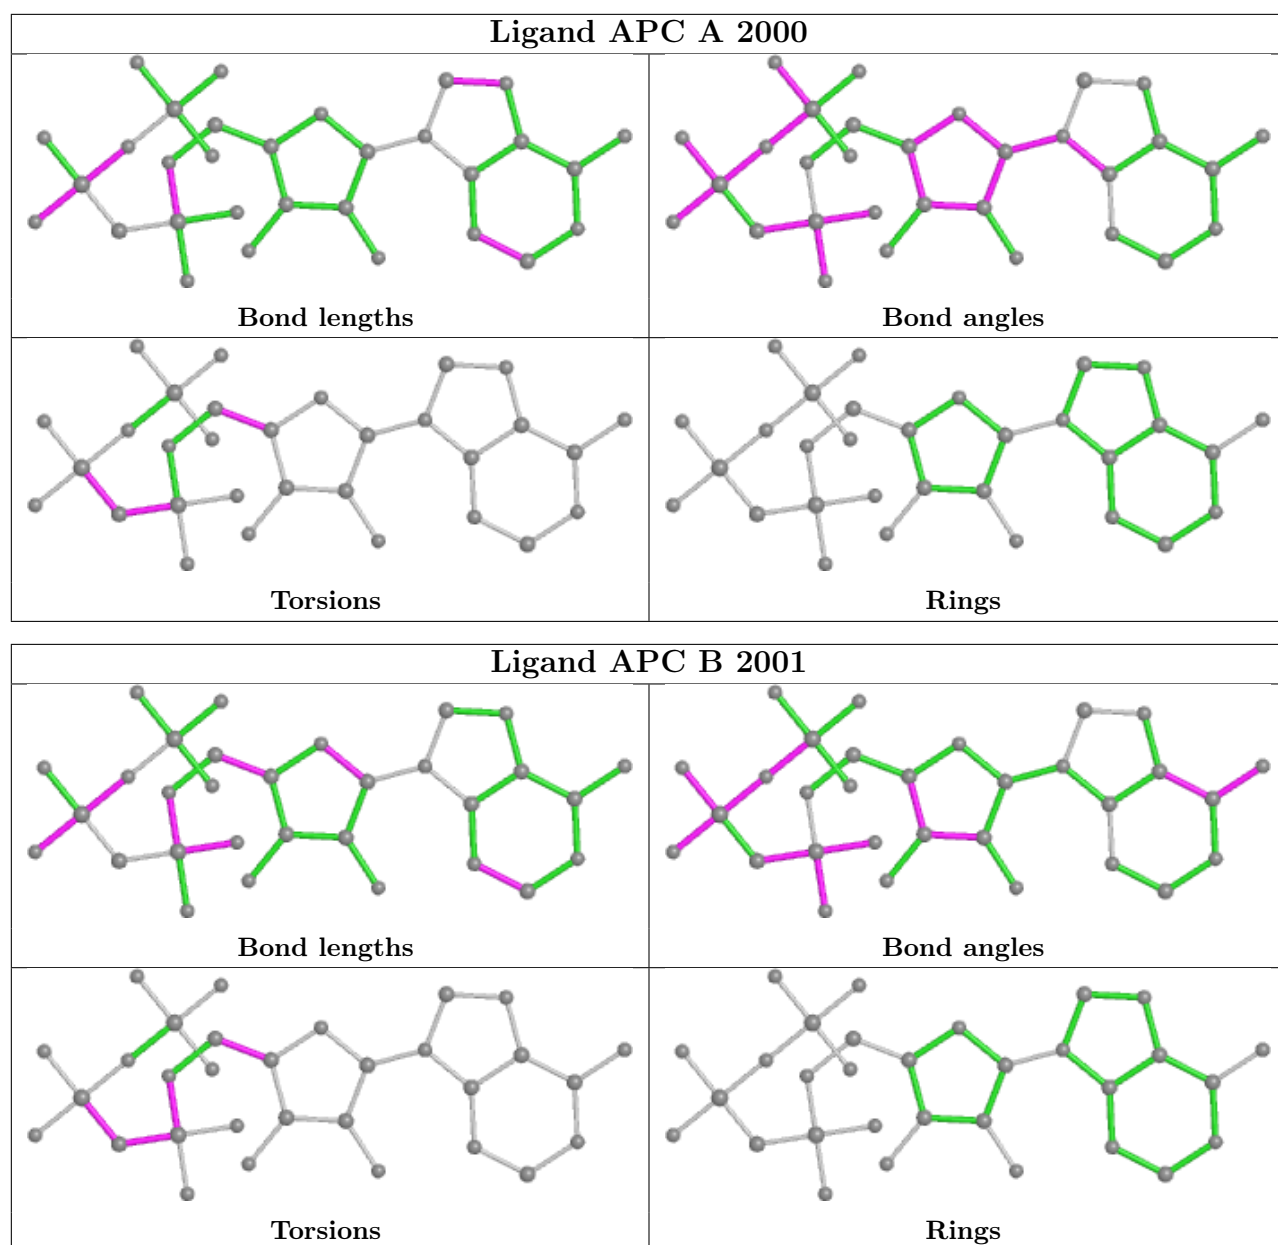 Ligand APC A 2000
Bond lengths
Bond angles
Torsions
Rings
Ligand APC B 2001
Bond lengths
Bond angles
Torsions
Rings